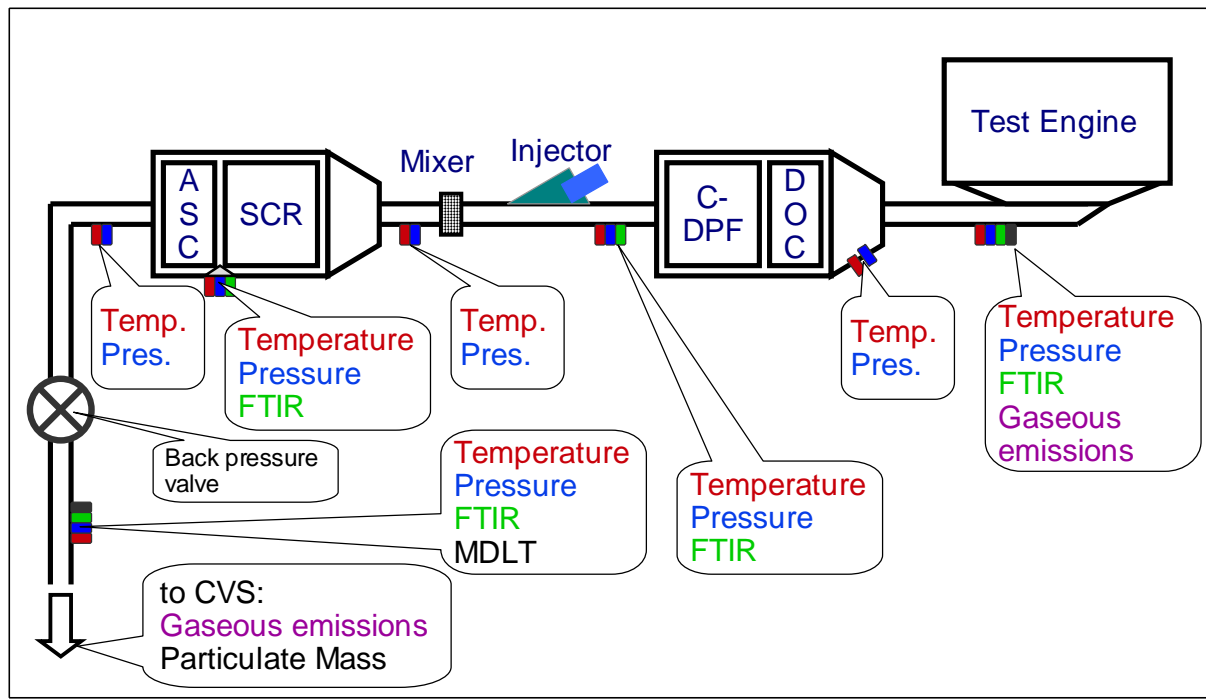 Test Engine
Mixer
Injector
A
S
C
SCR
C-
DPF
D
O
C
Temp.
Pres.
Temperature
Pressure
FTIR
Temp.
Pres.
Temp.
Pres.
Temperature
Pressure
FTIR
Gaseous
emissions
Back pressure
valve
Temperature
Pressure
FTIR
MDLT
Temperature
Pressure
FTIR
to CVS:
Gaseous emissions
Particulate Mass